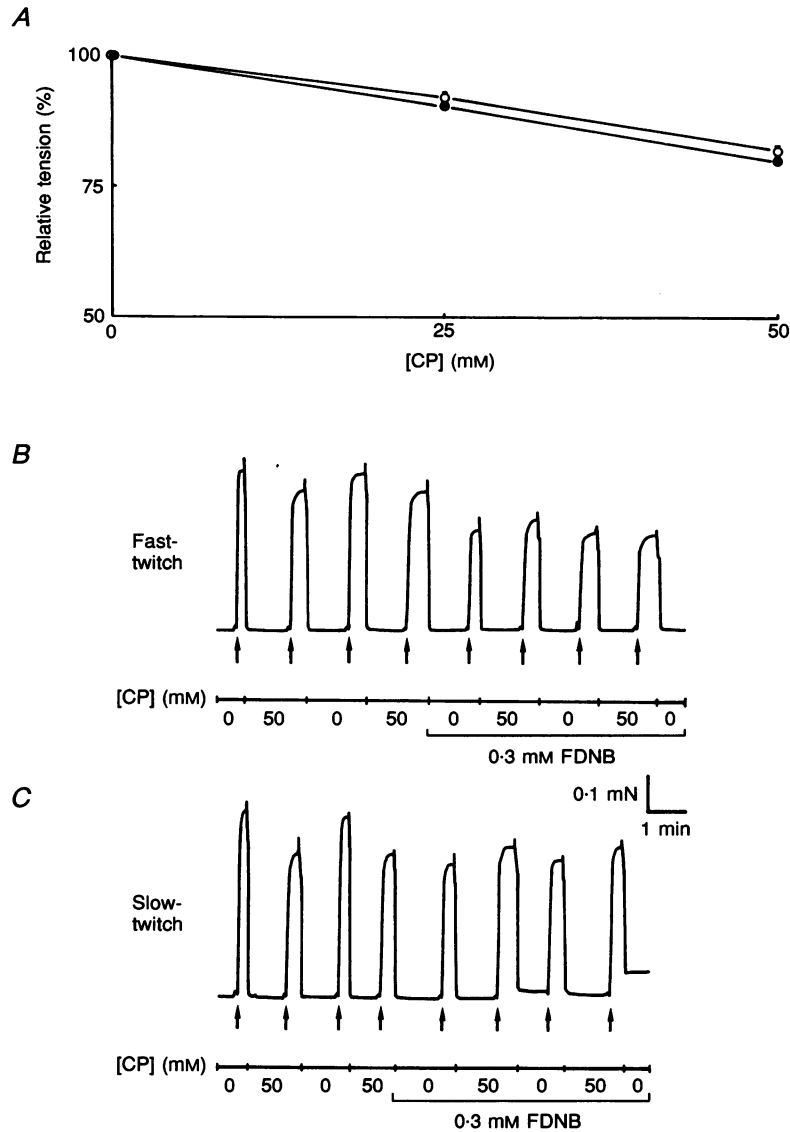 A
100
75
50
Relative tension (%)
0 25 50
[CP] (mM)
B
Fast-
twitch
[CP] (mM)
0 50 0 50 0 50 0 50 0
0·3 mM FDNB
C
0·1 mN
1 min
Slow-
twitch
[CP] (mM)
0 50 0 50 0 50 0 50 0
0·3 mM FDNB